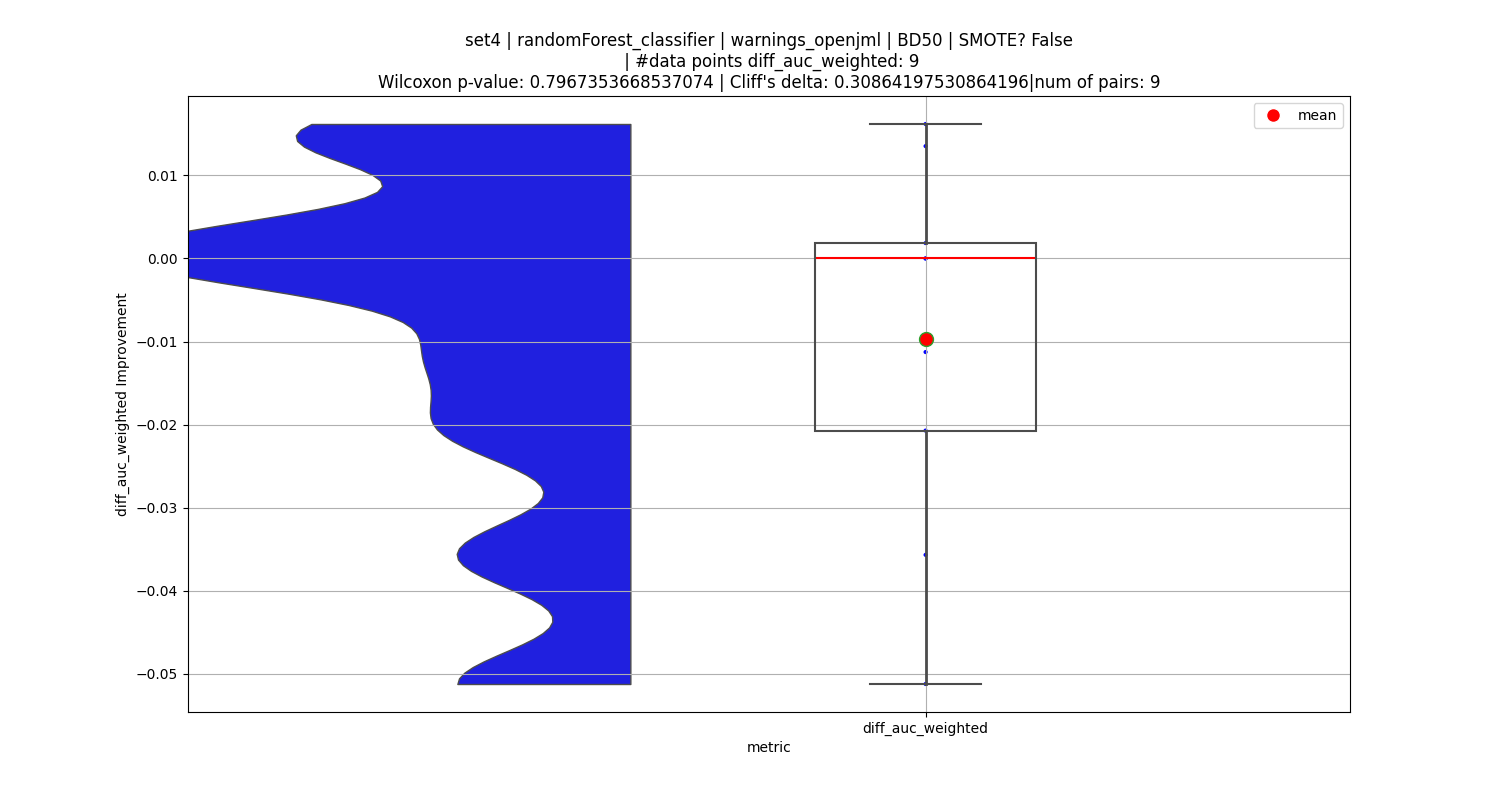 set4 | randomForest_classifier | warnings_openjml | BD50 | SMOTE? False
| #data points diff_auc_weighted: 9
Wilcoxon p-value: 0.7967353668537074 | Cliff's delta: 0.30864197530864196|num of pairs: 9
mean
0.01
0.00
−0.01
−0.02
−0.03
−0.04
−0.05
diff_auc_weighted Improvement
diff_auc_weighted
metric